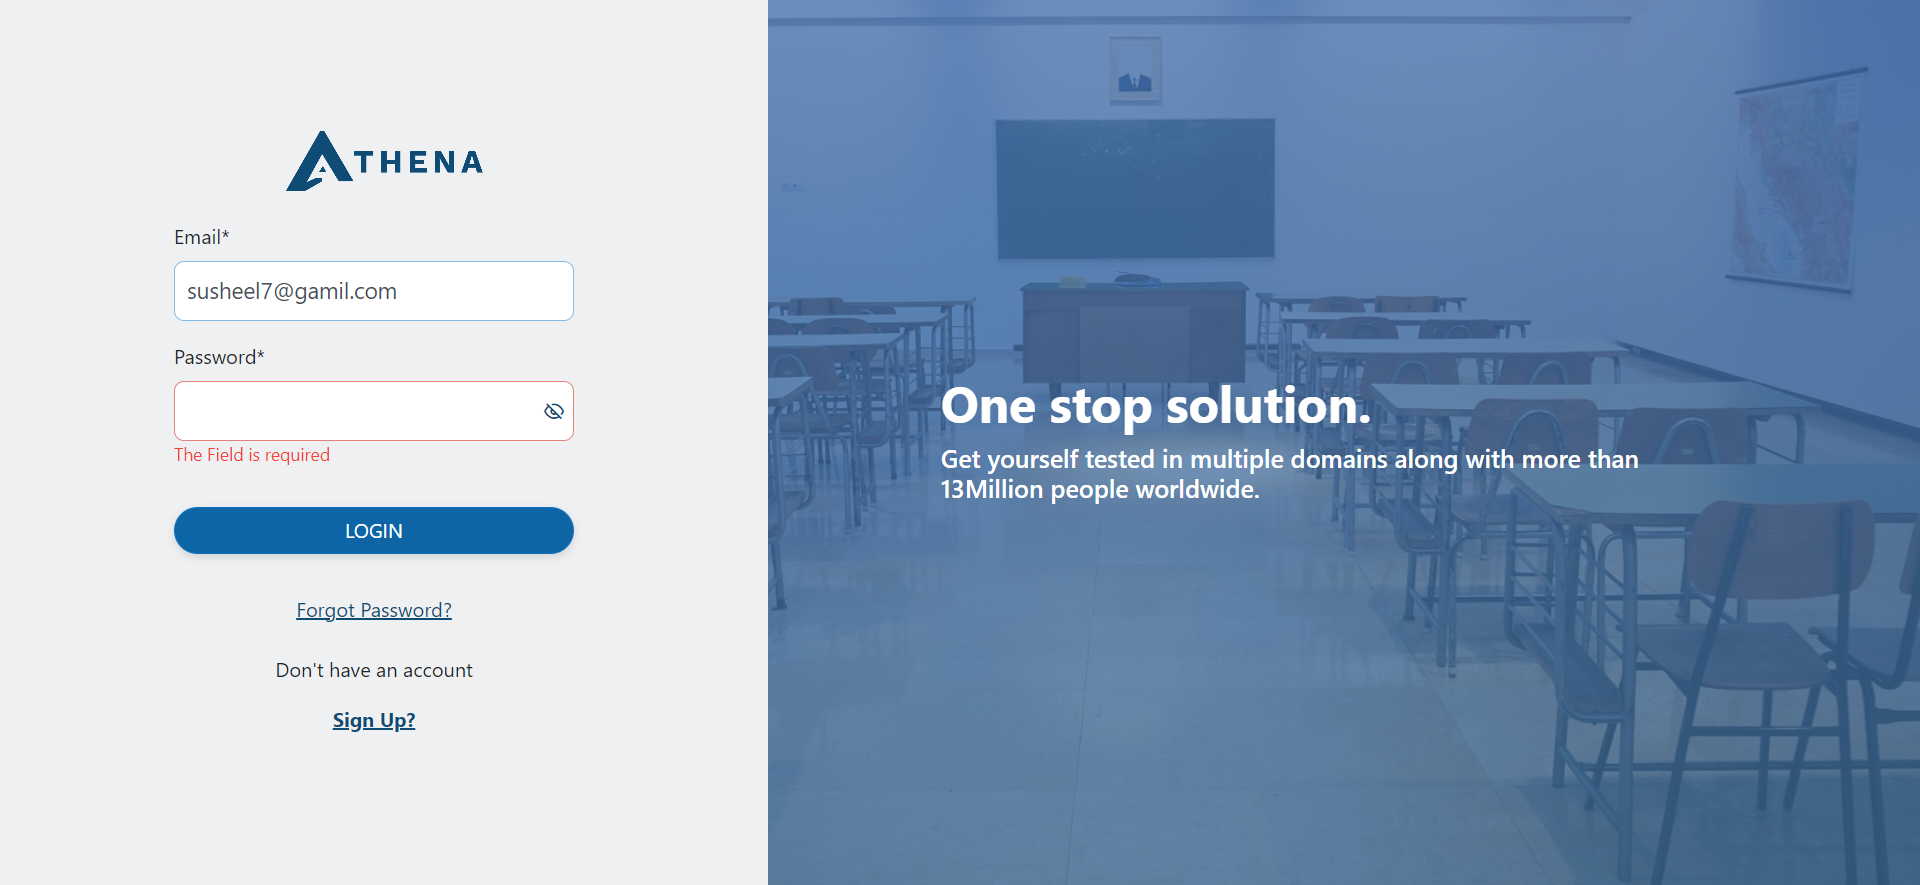 ATHENA
Email*
susheel7@gamil.com
Password*
The Field is required
LOGIN
Forgot Password?
Don't have an account
Sign Up?
One stop solution.
Get yourself tested in multiple domains along with more than
13Million people worldwide.